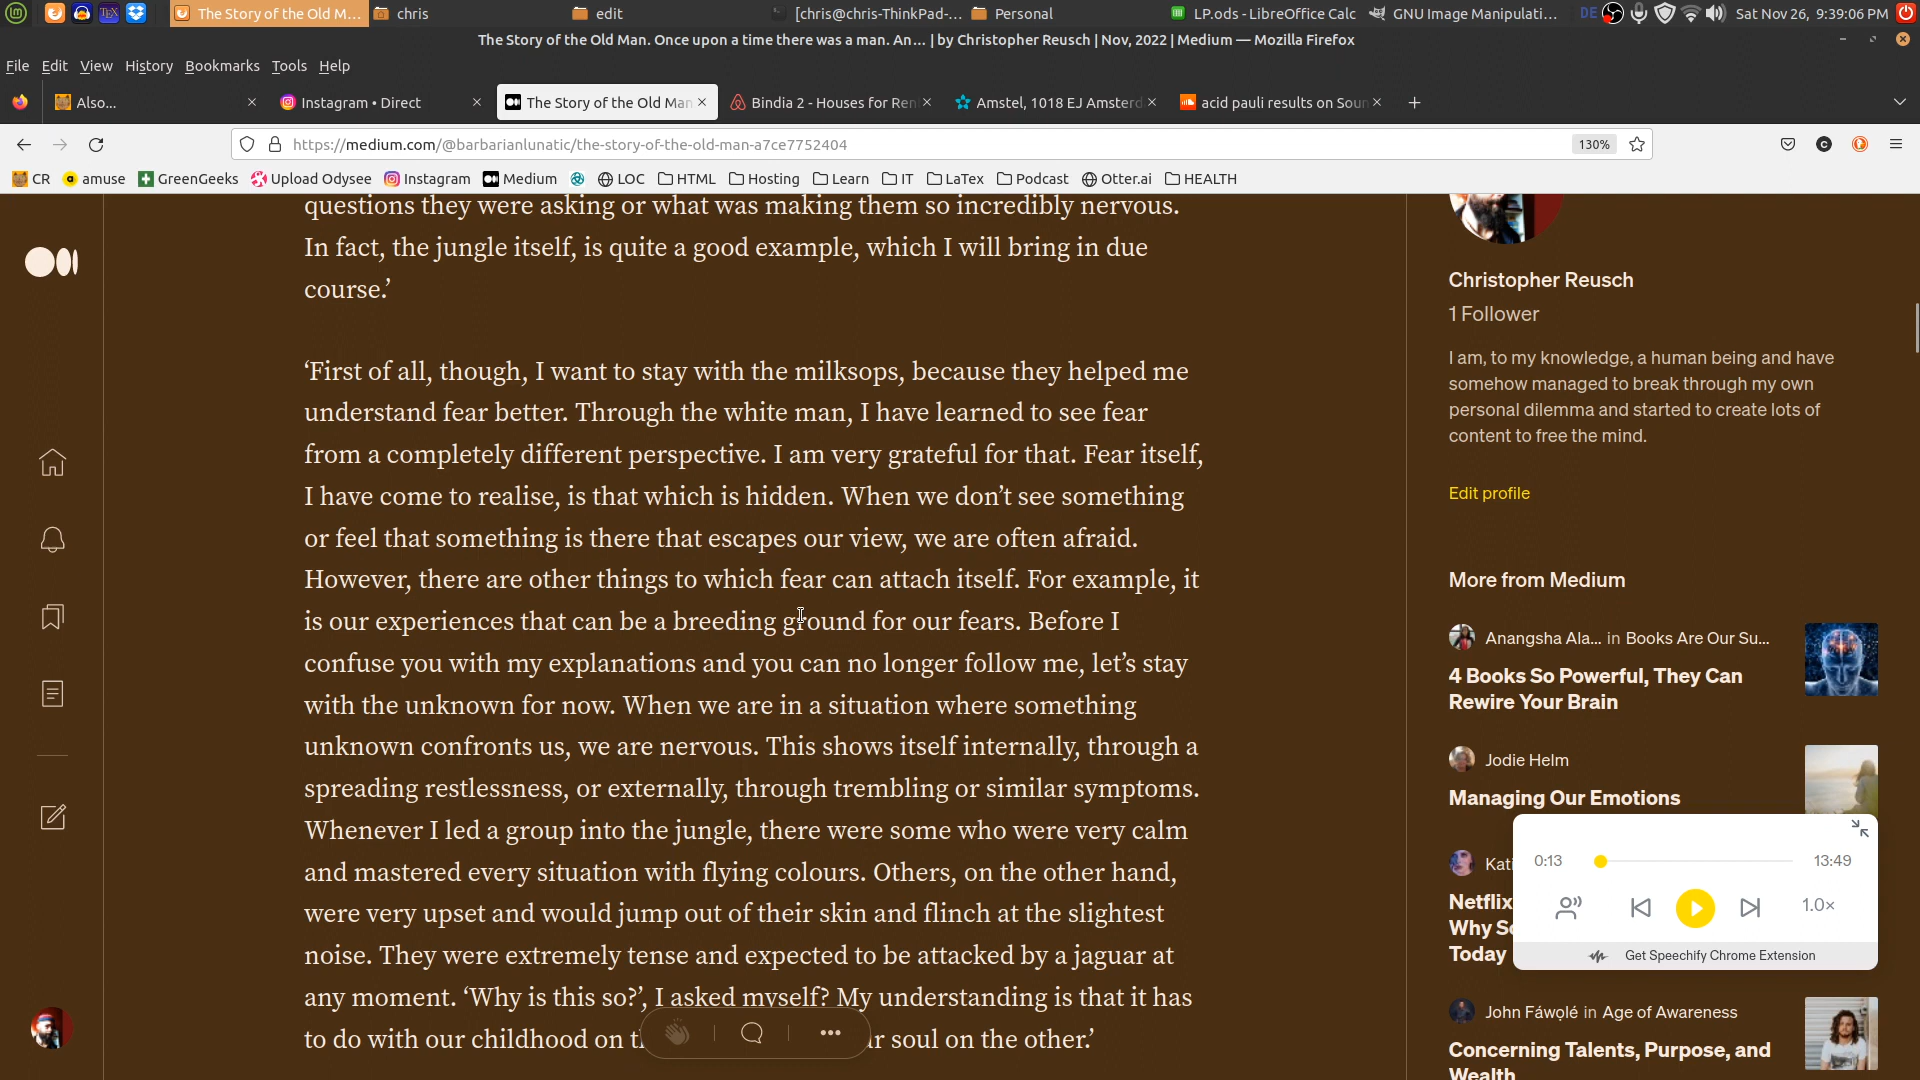 The Story of the Old M...
chris
edit
[chris@chris-ThinkPad-...
Personal
LP.ods - LibreOffice Calc
GNU Image Manipulati...
DE
Sat Nov 26, 9:39:06 PM
The Story of the Old Man. Once upon a time there was a man. An... | by Christopher Reusch | Nov, 2022 | Medium — Mozilla Firefox
File Edit View History Bookmarks Tools Help
Also...
Instagram • Direct
The Story of the Old Man
Bindia 2 - Houses for Ren
Amstel, 1018 EJ Amsterd
acid pauli results on Soun
https://medium.com/@barbarianlunatic/the-story-of-the-old-man-a7ce7752404
130%
CR amuse GreenGeeks Upload Odysee Instagram Medium LOC HTML Hosting Learn IT LaTex Podcast Otter.ai HEALTH
questions they were asking or what was making them so incredibly nervous.
In fact, the jungle itself, is quite a good example, which I will bring in due
course.’
‘First of all, though, I want to stay with the milksops, because they helped me
understand fear better. Through the white man, I have learned to see fear
from a completely different perspective. I am very grateful for that. Fear itself,
I have come to realise, is that which is hidden. When we don’t see something
or feel that something is there that escapes our view, we are often afraid.
However, there are other things to which fear can attach itself. For example, it
is our experiences that can be a breeding ground for our fears. Before I
confuse you with my explanations and you can no longer follow me, let’s stay
with the unknown for now. When we are in a situation where something
unknown confronts us, we are nervous. This shows itself internally, through a
spreading restlessness, or externally, through trembling or similar symptoms.
Whenever I led a group into the jungle, there were some who were very calm
and mastered every situation with flying colours. Others, on the other hand,
were very upset and would jump out of their skin and flinch at the slightest
noise. They were extremely tense and expected to be attacked by a jaguar at
any moment. ‘Why is this so?’, I asked myself? My understanding is that it has
to do with our childhood on soul on the other.’
Christopher Reusch
1 Follower
I am, to my knowledge, a human being and have
somehow managed to break through my own
personal dilemma and started to create lots of
content to free the mind.
Edit profile
More from Medium
Anangsha Ala... in Books Are Our Su...
4 Books So Powerful, They Can
Rewire Your Brain
Jodie Helm
Managing Our Emotions
Kati
Netflix
Why So
Today
0:13
13:49
1.0×
Get Speechify Chrome Extension
John Fáwọlé in Age of Awareness
Concerning Talents, Purpose, and
Wealth